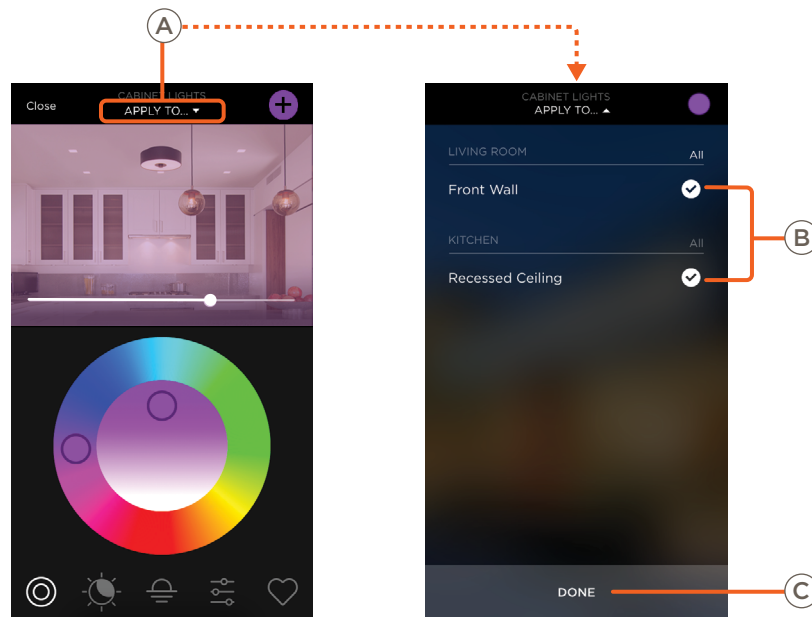 A
Close
CABINET LIGHTS
APPLY TO...
CABINET LIGHTS
APPLY TO...
LIVING ROOM All
Front Wall
B
KITCHEN All
Recessed Ceiling
DONE
C